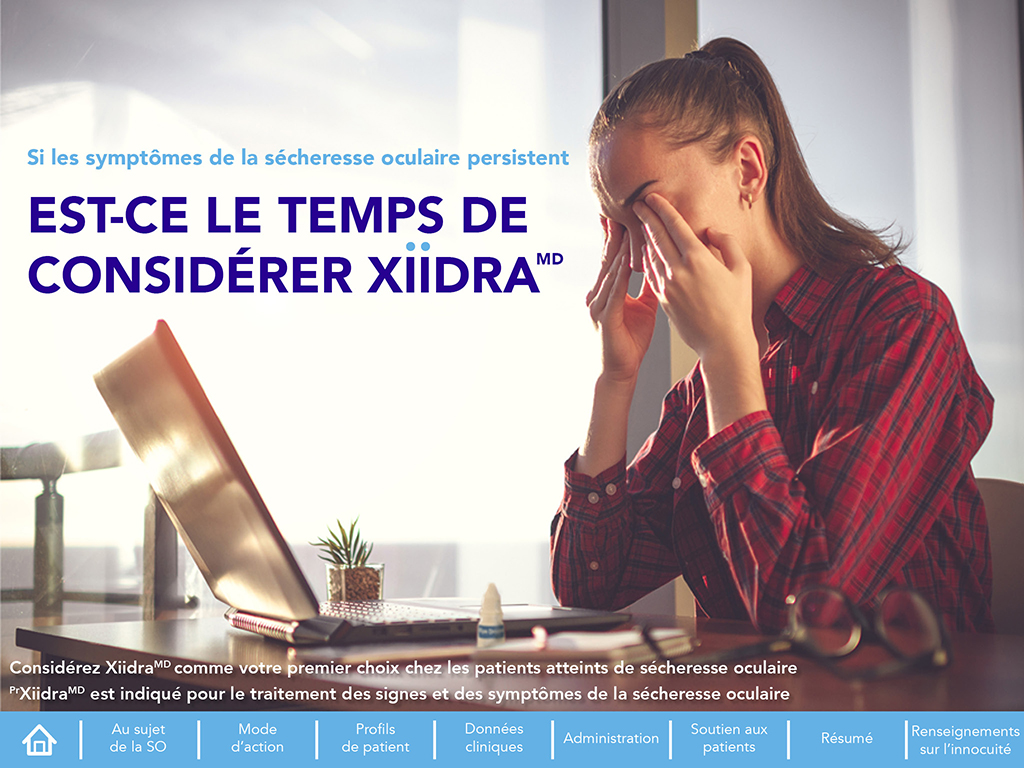 Si les symptômes de la sécheresse oculaire persistent
EST-CE LE TEMPS DE
CONSIDÉRER XïïDRAᴹᴰ
Considérez Xiidraᴹᴰ comme votre premier choix chez les patients atteints de sécheresse oculaire
ᴾʳXiidraᴹᴰ est indiqué pour le traitement des signes et des symptômes de la sécheresse oculaire
Au sujet
de la SO
Mode
d’action
Profils
de patient
Données
cliniques
Administration
Soutien aux
patients
Résumé
Renseignements
sur l’innocuité